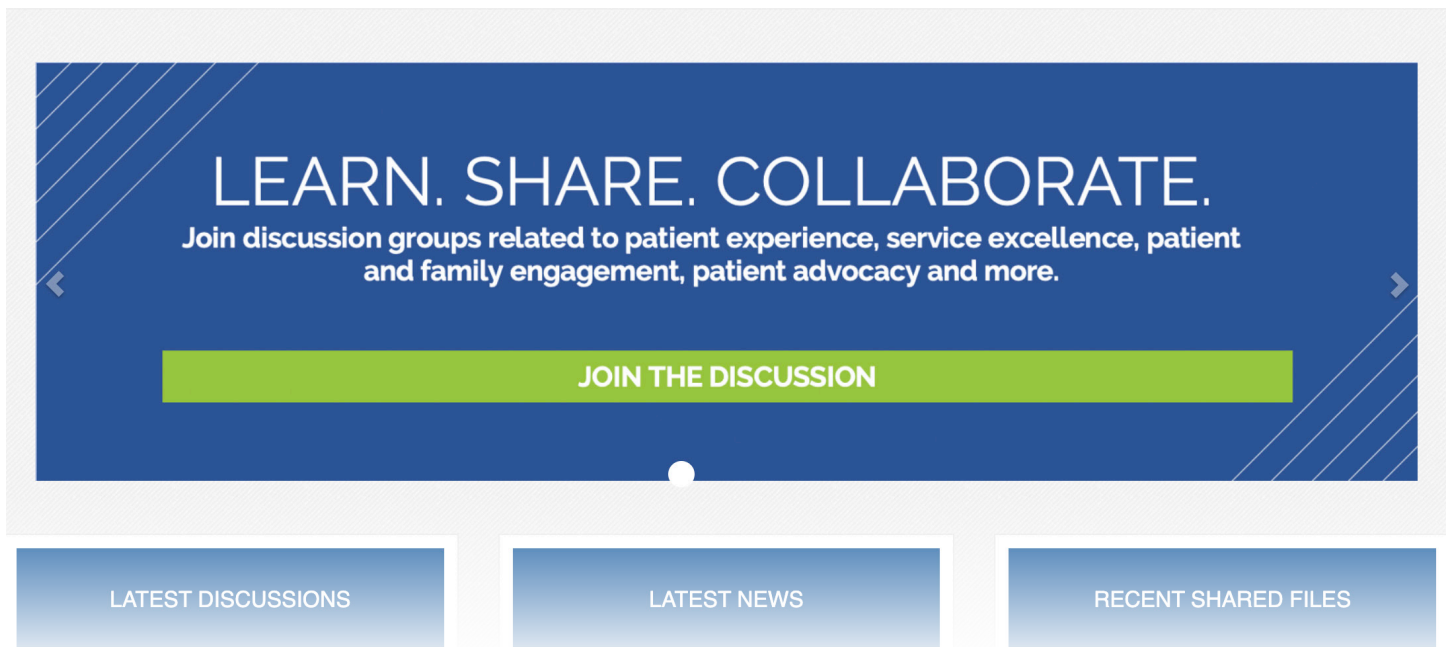 LEARN. SHARE. COLLABORATE.
Join discussion groups related to patient experience, service excellence, patient
and family engagement, patient advocacy and more.
JOIN THE DISCUSSION
LATEST DISCUSSIONS
LATEST NEWS
RECENT SHARED FILES